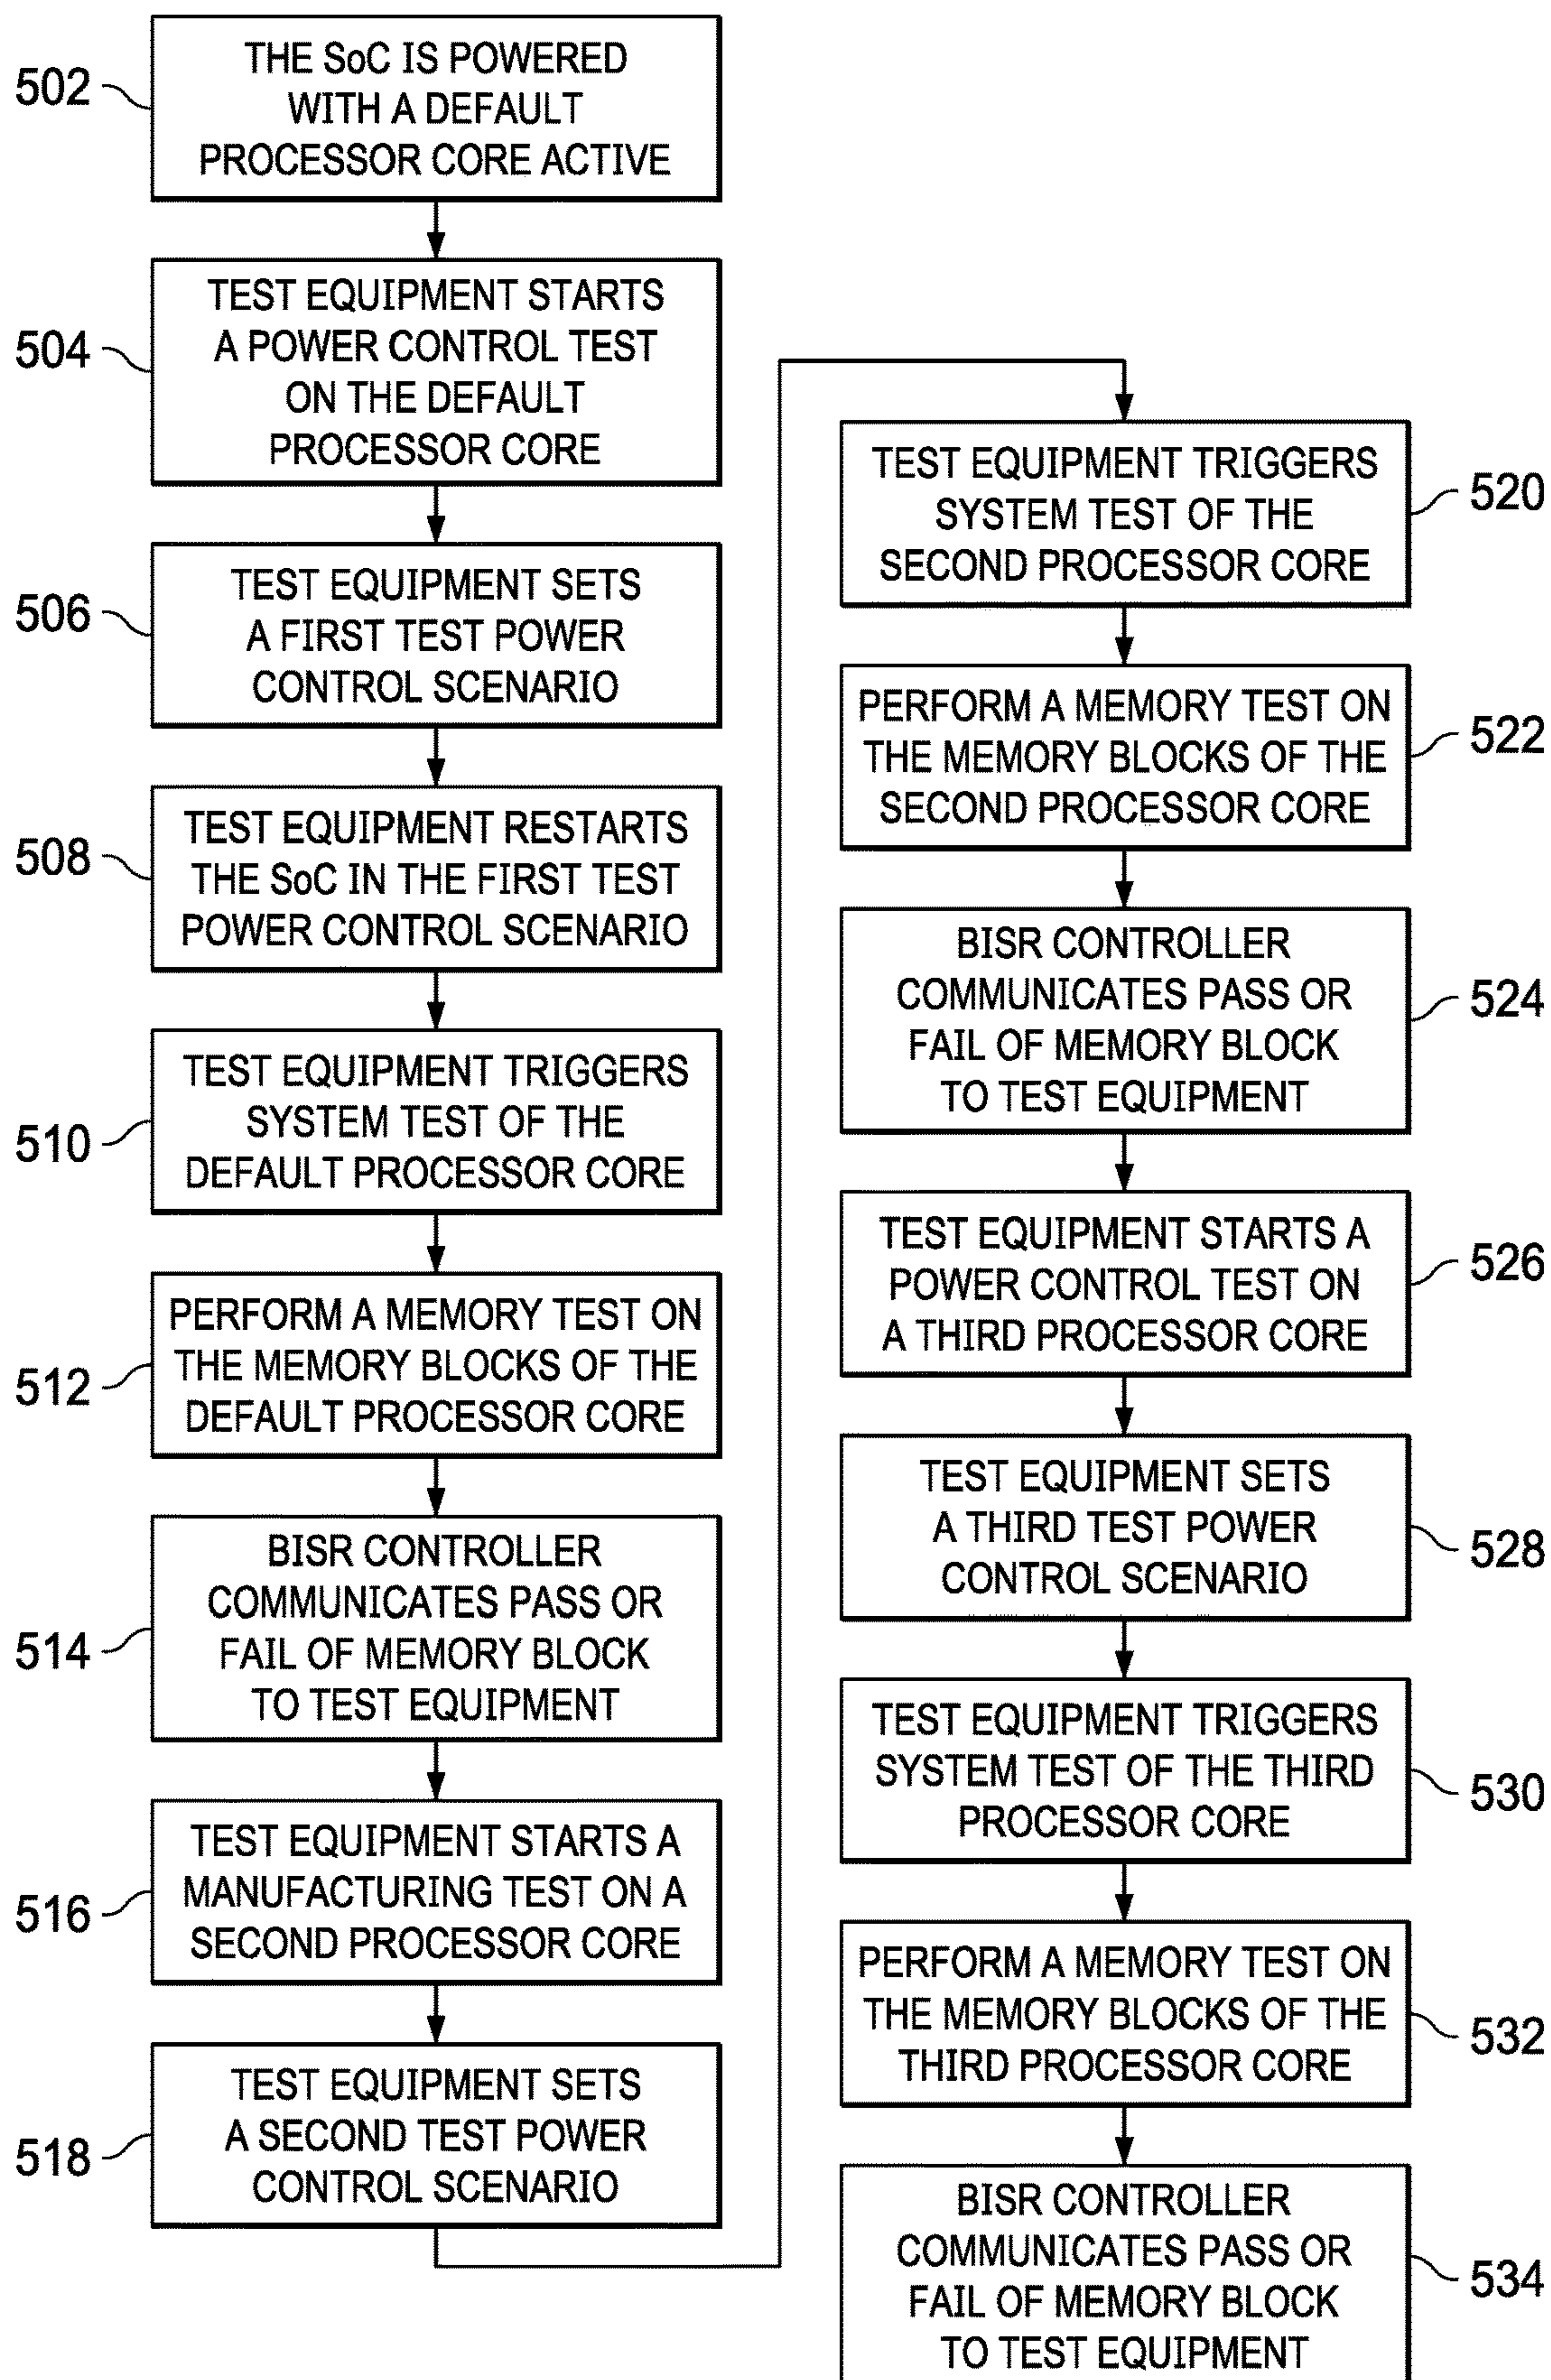 502
THE SoC IS POWERED
WITH A DEFAULT
PROCESSOR CORE ACTIVE
504
TEST EQUIPMENT STARTS
A POWER CONTROL TEST
ON THE DEFAULT
PROCESSOR CORE
506
TEST EQUIPMENT SETS
A FIRST TEST POWER
CONTROL SCENARIO
508
TEST EQUIPMENT RESTARTS
THE SoC IN THE FIRST TEST
POWER CONTROL SCENARIO
510
TEST EQUIPMENT TRIGGERS
SYSTEM TEST OF THE
DEFAULT PROCESSOR CORE
512
PERFORM A MEMORY TEST ON
THE MEMORY BLOCKS OF THE
DEFAULT PROCESSOR CORE
514
BISR CONTROLLER
COMMUNICATES PASS OR
FAIL OF MEMORY BLOCK
TO TEST EQUIPMENT
516
TEST EQUIPMENT STARTS A
MANUFACTURING TEST ON A
SECOND PROCESSOR CORE
518
TEST EQUIPMENT SETS
A SECOND TEST POWER
CONTROL SCENARIO
TEST EQUIPMENT TRIGGERS
SYSTEM TEST OF THE
SECOND PROCESSOR CORE
520
PERFORM A MEMORY TEST ON
THE MEMORY BLOCKS OF THE
SECOND PROCESSOR CORE
522
BISR CONTROLLER
COMMUNICATES PASS OR
FAIL OF MEMORY BLOCK
TO TEST EQUIPMENT
524
TEST EQUIPMENT STARTS A
POWER CONTROL TEST ON
A THIRD PROCESSOR CORE
526
TEST EQUIPMENT SETS
A THIRD TEST POWER
CONTROL SCENARIO
528
TEST EQUIPMENT TRIGGERS
SYSTEM TEST OF THE THIRD
PROCESSOR CORE
530
PERFORM A MEMORY TEST ON
THE MEMORY BLOCKS OF THE
THIRD PROCESSOR CORE
532
BISR CONTROLLER
COMMUNICATES PASS OR
FAIL OF MEMORY BLOCK
TO TEST EQUIPMENT
534